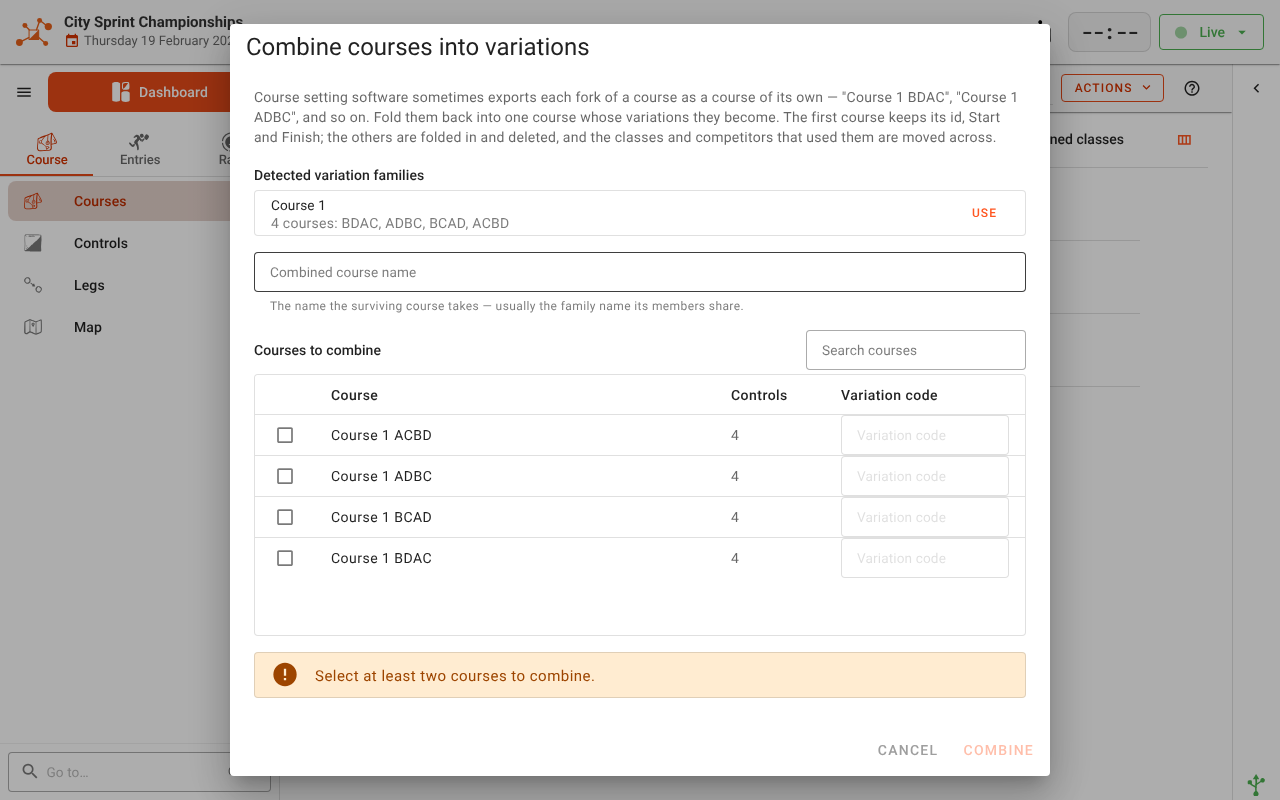 City Sprint Championships
Thursday 19 February 202
--:--
Live
Dashboard
ACTIONS
Course
Entries
Ra
ned classes
Courses
Controls
Legs
Map
Go to...
Combine courses into variations
Course setting software sometimes exports each fork of a course as a course of its own — "Course 1 BDAC", "Course 1
ADBC", and so on. Fold them back into one course whose variations they become. The first course keeps its id, Start
and Finish; the others are folded in and deleted, and the classes and competitors that used them are moved across.
Detected variation families
Course 1
4 courses: BDAC, ADBC, BCAD, ACBD
USE
Combined course name
The name the surviving course takes — usually the family name its members share.
Courses to combine
Search courses
Course Controls Variation code
Course 1 ACBD 4 Variation code
Course 1 ADBC 4 Variation code
Course 1 BCAD 4 Variation code
Course 1 BDAC 4 Variation code
Select at least two courses to combine.
CANCEL COMBINE